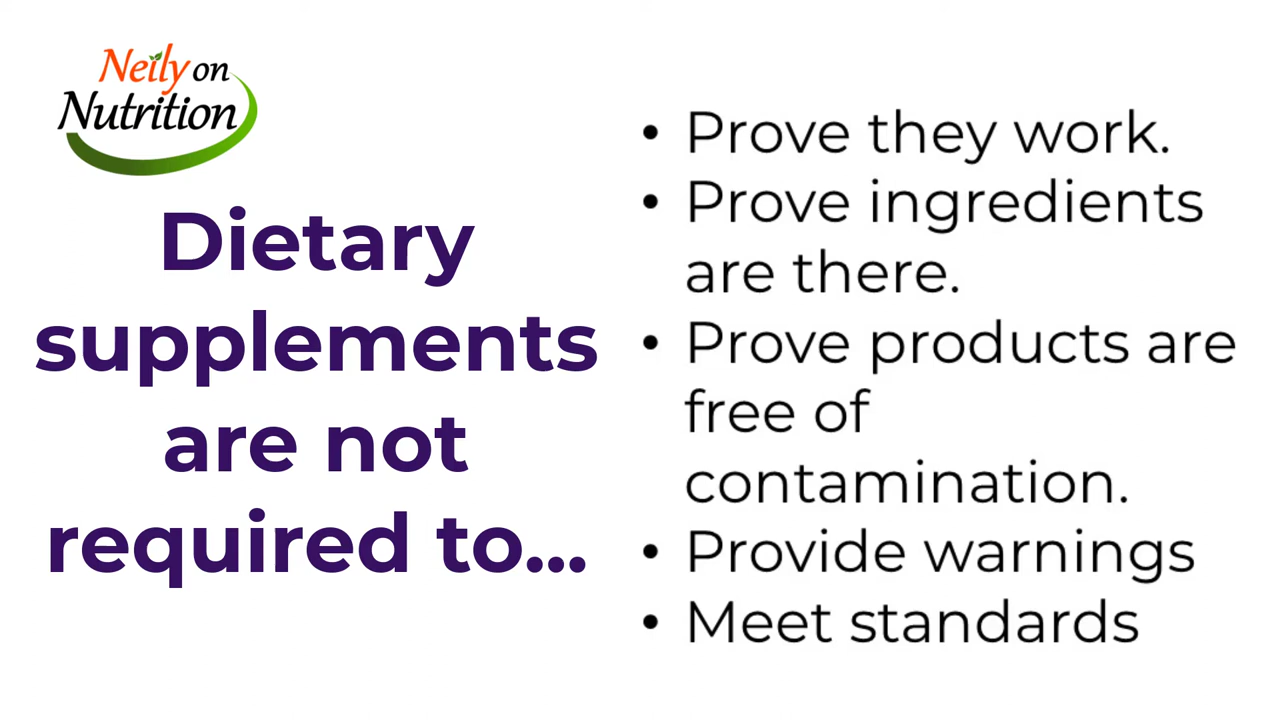 Neily on
Nutrition
Dietary
supplements
are not
required to...
• Prove they work.
• Prove ingredients
are there.
• Prove products are
free of
contamination.
• Provide warnings
• Meet standards